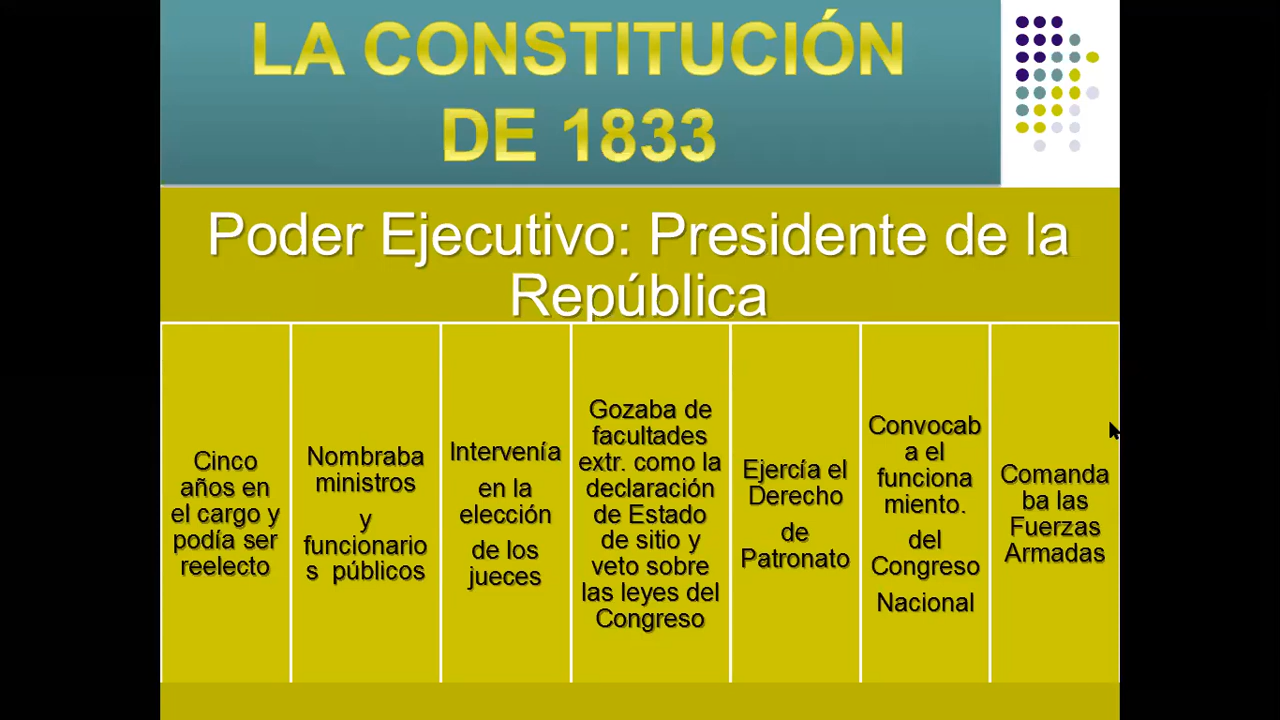 LA CONSTITUCIÓN
DE 1833
Poder Ejecutivo: Presidente de la
República
Cinco
años en
el cargo y
podía ser
reelecto
Nombraba
ministros
y
funcionario
s públicos
Intervenía
en la
elección
de los
jueces
Gozaba de
facultades
extr. como la
declaración
de Estado
de sitio y
veto sobre
las leyes del
Congreso
Ejercía el
Derecho
de
Patronato
Convocab
a el
funciona
miento.
del
Congreso
Nacional
Comanda
ba las
Fuerzas
Armadas